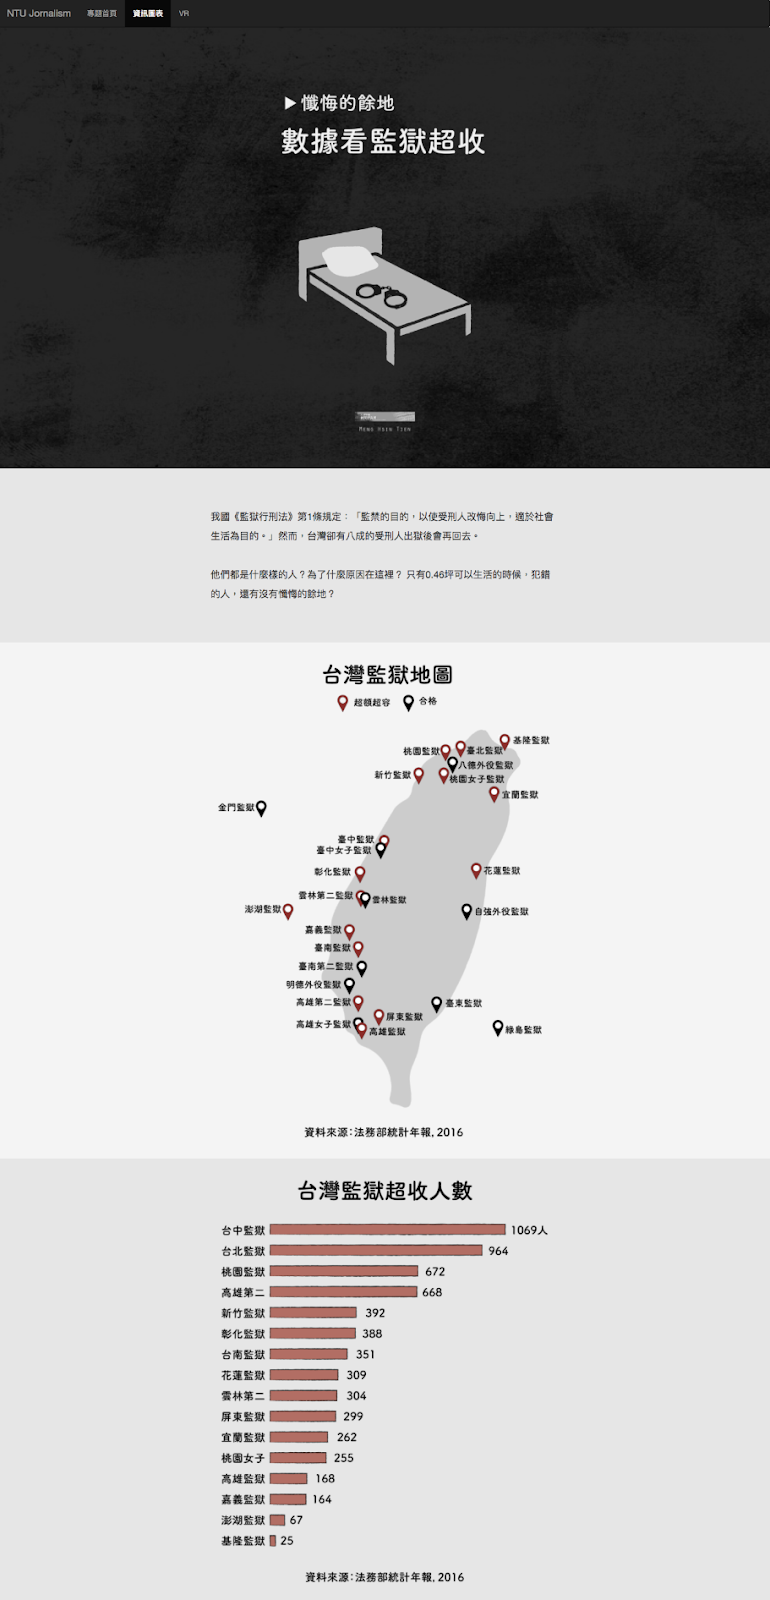 NTU Jornalism 專題首頁 資訊圖表 VR
▶懺悔的餘地
數據看監獄超收
MENG HSIEN TIEN
我國《監獄行刑法》第1條規定：「監禁的目的，以使受刑人改悔向上，適於社會
生活為目的。」然而，台灣卻有八成的受刑人出獄後會再回去。
他們都是什麼樣的人？為了什麼原因在這裡？ 只有0.46坪可以生活的時候，犯錯
的人，還有沒有懺悔的餘地？
台灣監獄地圖
超額超容 合格
基隆監獄
桃園監獄 臺北監獄
八德外役監獄
新竹監獄 桃園女子監獄
宜蘭監獄
金門監獄
臺中監獄
臺中女子監獄
彰化監獄 花蓮監獄
雲林第二監獄 雲林監獄
澎湖監獄 自強外役監獄
嘉義監獄
臺南監獄
臺南第二監獄
明德外役監獄
高雄第二監獄 臺東監獄
屏東監獄
高雄女子監獄 高雄監獄 綠島監獄
資料來源：法務部統計年報, 2016
台灣監獄超收人數
台中監獄 1069人
台北監獄 964
桃園監獄 672
高雄第二 668
新竹監獄 392
彰化監獄 388
台南監獄 351
花蓮監獄 309
雲林第二 304
屏東監獄 299
宜蘭監獄 262
桃園女子 255
高雄監獄 168
嘉義監獄 164
澎湖監獄 67
基隆監獄 25
資料來源：法務部統計年報, 2016